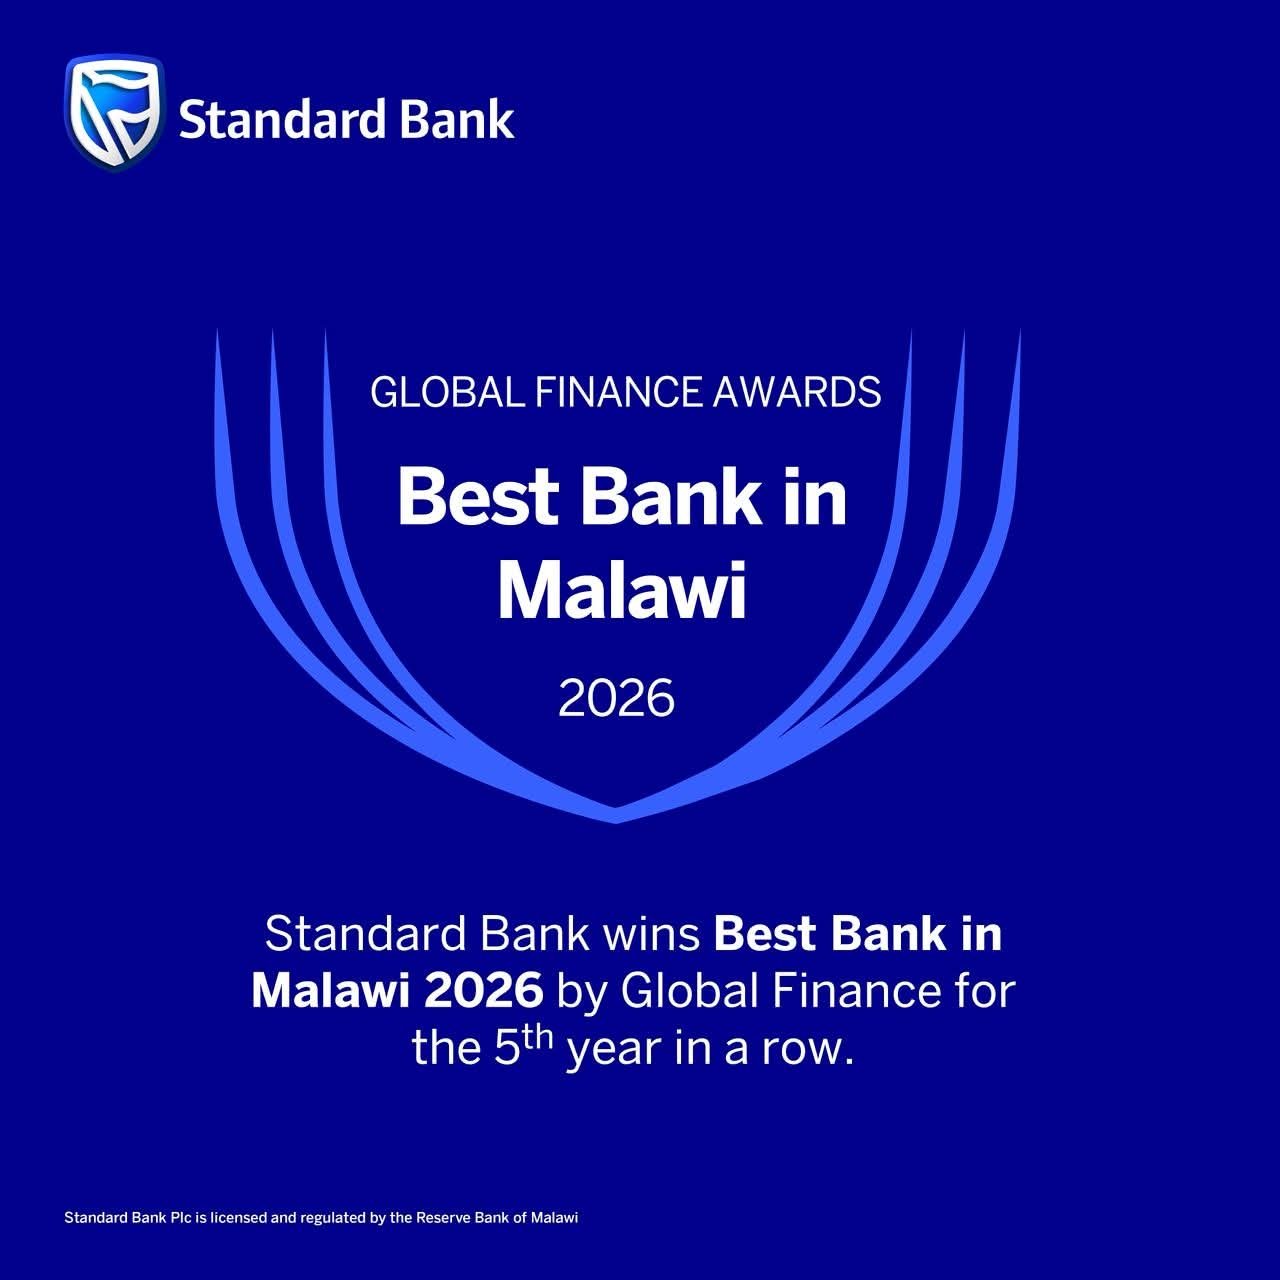 Standard Bank
GLOBAL FINANCE AWARDS
Best Bank in
Malawi
2026
Standard Bank wins Best Bank in
Malawi 2026 by Global Finance for
the 5th year in a row.
Standard Bank Plc is licensed and regulated by the Reserve Bank of Malawi